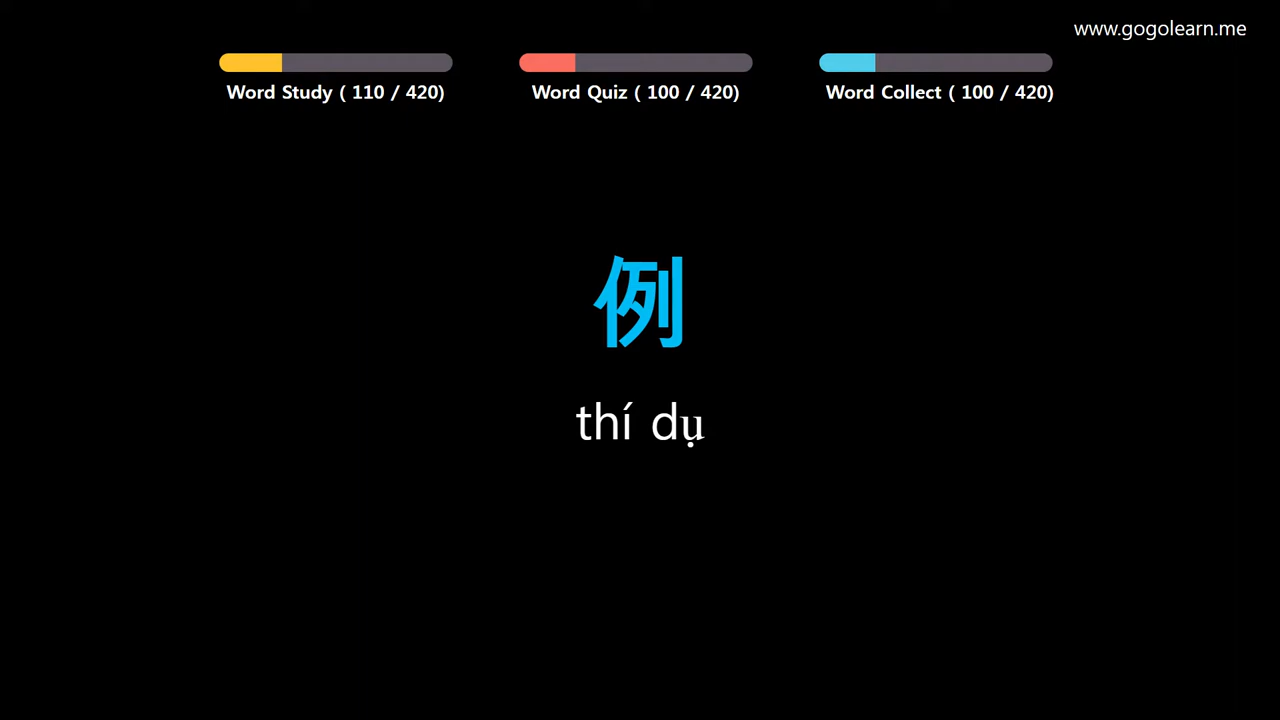 www.gogolearn.me
Word Study ( 110 / 420)
Word Quiz ( 100 / 420)
Word Collect ( 100 / 420)
例
thí dụ